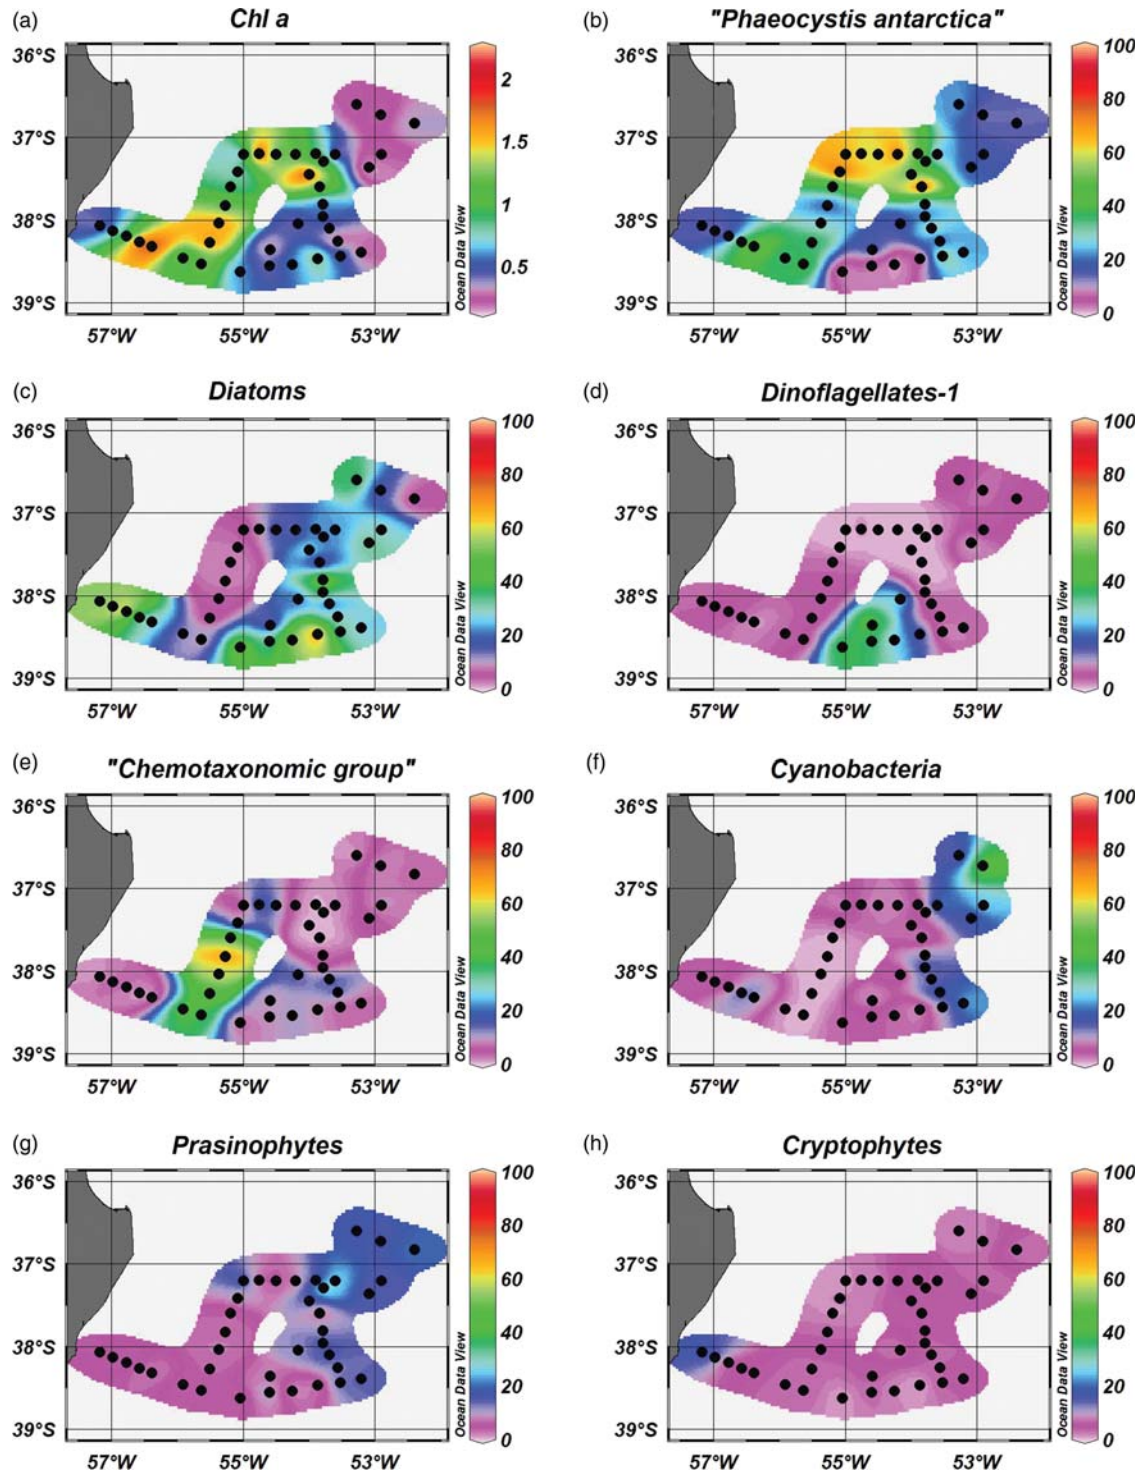 (a) Chl a
36°S
37°S
38°S
39°S
57°W 55°W 53°W
2
1.5
1
0.5
Ocean Data View
(b) "Phaeocystis antarctica"
36°S
37°S
38°S
39°S
57°W 55°W 53°W
100
80
60
40
20
0
Ocean Data View
(c) Diatoms
36°S
37°S
38°S
39°S
57°W 55°W 53°W
100
80
60
40
20
0
Ocean Data View
(d) Dinoflagellates-1
36°S
37°S
38°S
39°S
57°W 55°W 53°W
100
80
60
40
20
0
Ocean Data View
(e) "Chemotaxonomic group"
36°S
37°S
38°S
39°S
57°W 55°W 53°W
100
80
60
40
20
0
Ocean Data View
(f) Cyanobacteria
36°S
37°S
38°S
39°S
57°W 55°W 53°W
100
80
60
40
20
0
Ocean Data View
(g) Prasinophytes
36°S
37°S
38°S
39°S
57°W 55°W 53°W
100
80
60
40
20
0
Ocean Data View
(h) Cryptophytes
36°S
37°S
38°S
39°S
57°W 55°W 53°W
100
80
60
40
20
0
Ocean Data View